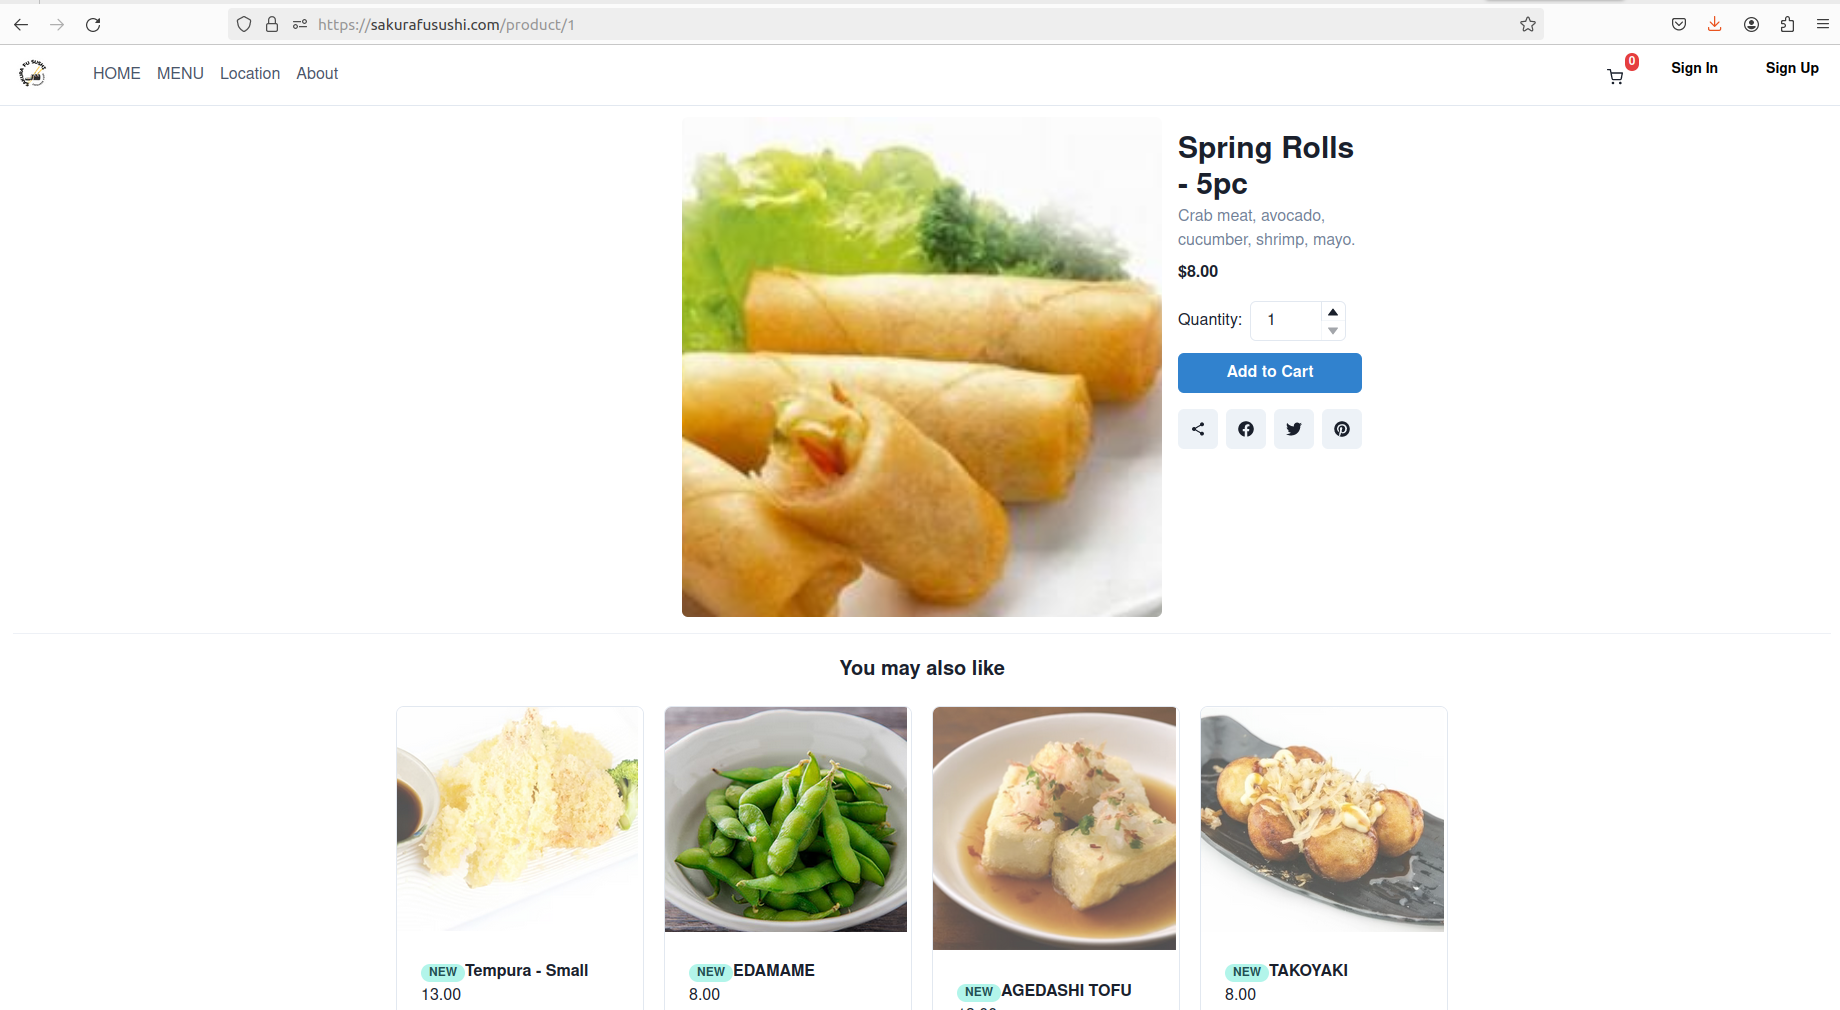 https://sakurafusushi.com/product/1
HOME MENU Location About
0
Sign In Sign Up
Spring Rolls
- 5pc
Crab meat, avocado,
cucumber, shrimp, mayo.
$8.00
Quantity: 1
Add to Cart
You may also like
NEW Tempura - Small
13.00
NEW EDAMAME
8.00
NEW AGEDASHI TOFU
NEW TAKOYAKI
8.00